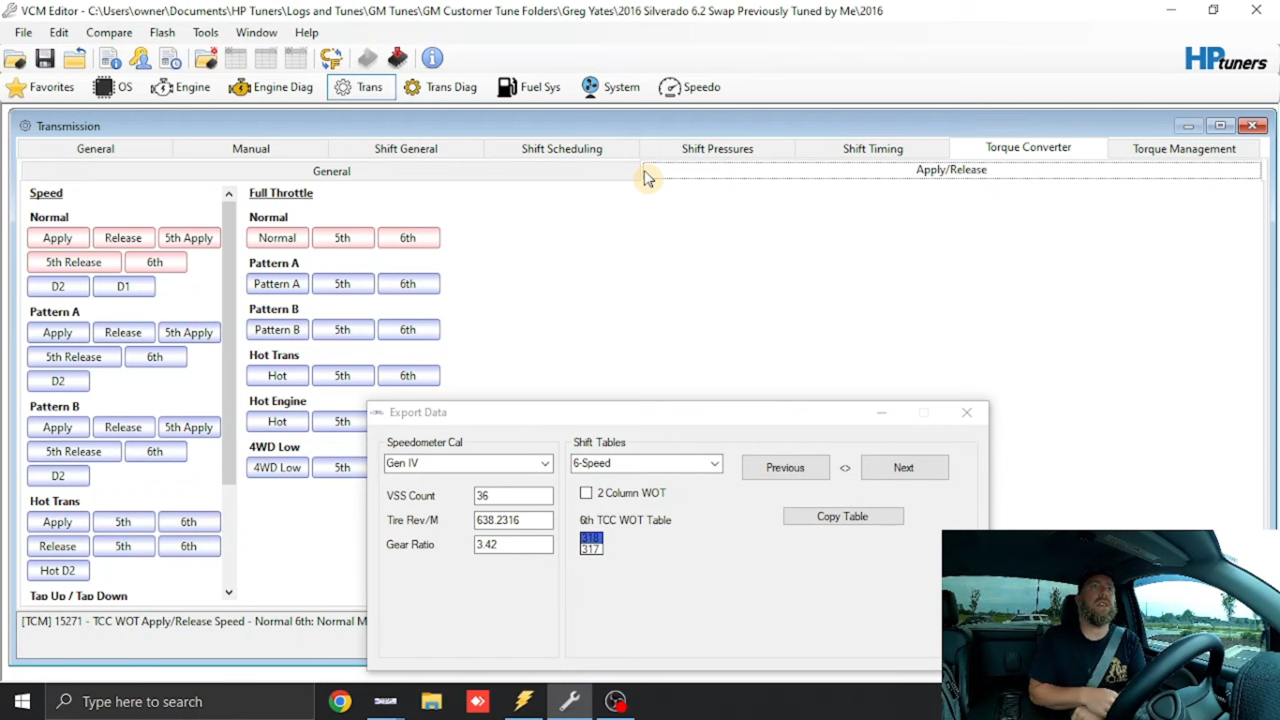 VCM Editor - C:\Users\owner\Documents\HP Tuners\Logs and Tunes\GM Tunes\GM Customer Tune Folders\Greg Yates\2016 Silverado 6.2 Swap Previously Tuned by Me\2016
File Edit Compare Flash Tools Window Help
HPtuners
Favorites OS Engine Engine Diag Trans Trans Diag Fuel Sys System Speedo
Transmission
General Manual Shift General Shift Scheduling Shift Pressures Shift Timing Torque Converter Torque Management
General Apply/Release
Speed Full Throttle
Normal Normal
Apply Release 5th Apply Normal 5th 6th
5th Release 6th Pattern A
D2 D1 Pattern A 5th 6th
Pattern A Pattern B
Apply Release 5th Apply Pattern B 5th 6th
5th Release 6th Hot Trans
D2 Hot 5th 6th
Pattern B Hot Engine
Apply Release 5th Apply Hot 5th
5th Release 6th 4WD Low
D2 4WD Low 5th
Hot Trans
Apply 5th 6th
Release 5th 6th
Hot D2
Tap Up / Tap Down
[TCM] 15271 - TCC WOT Apply/Release Speed - Normal 6th: Normal M
Export Data
Speedometer Cal Shift Tables
Gen IV 6-Speed Previous <> Next
VSS Count 36 2 Column WOT
Tire Rev/M 638.2316 6th TCC WOT Table Copy Table
Gear Ratio 3.42 318
317
Type here to search